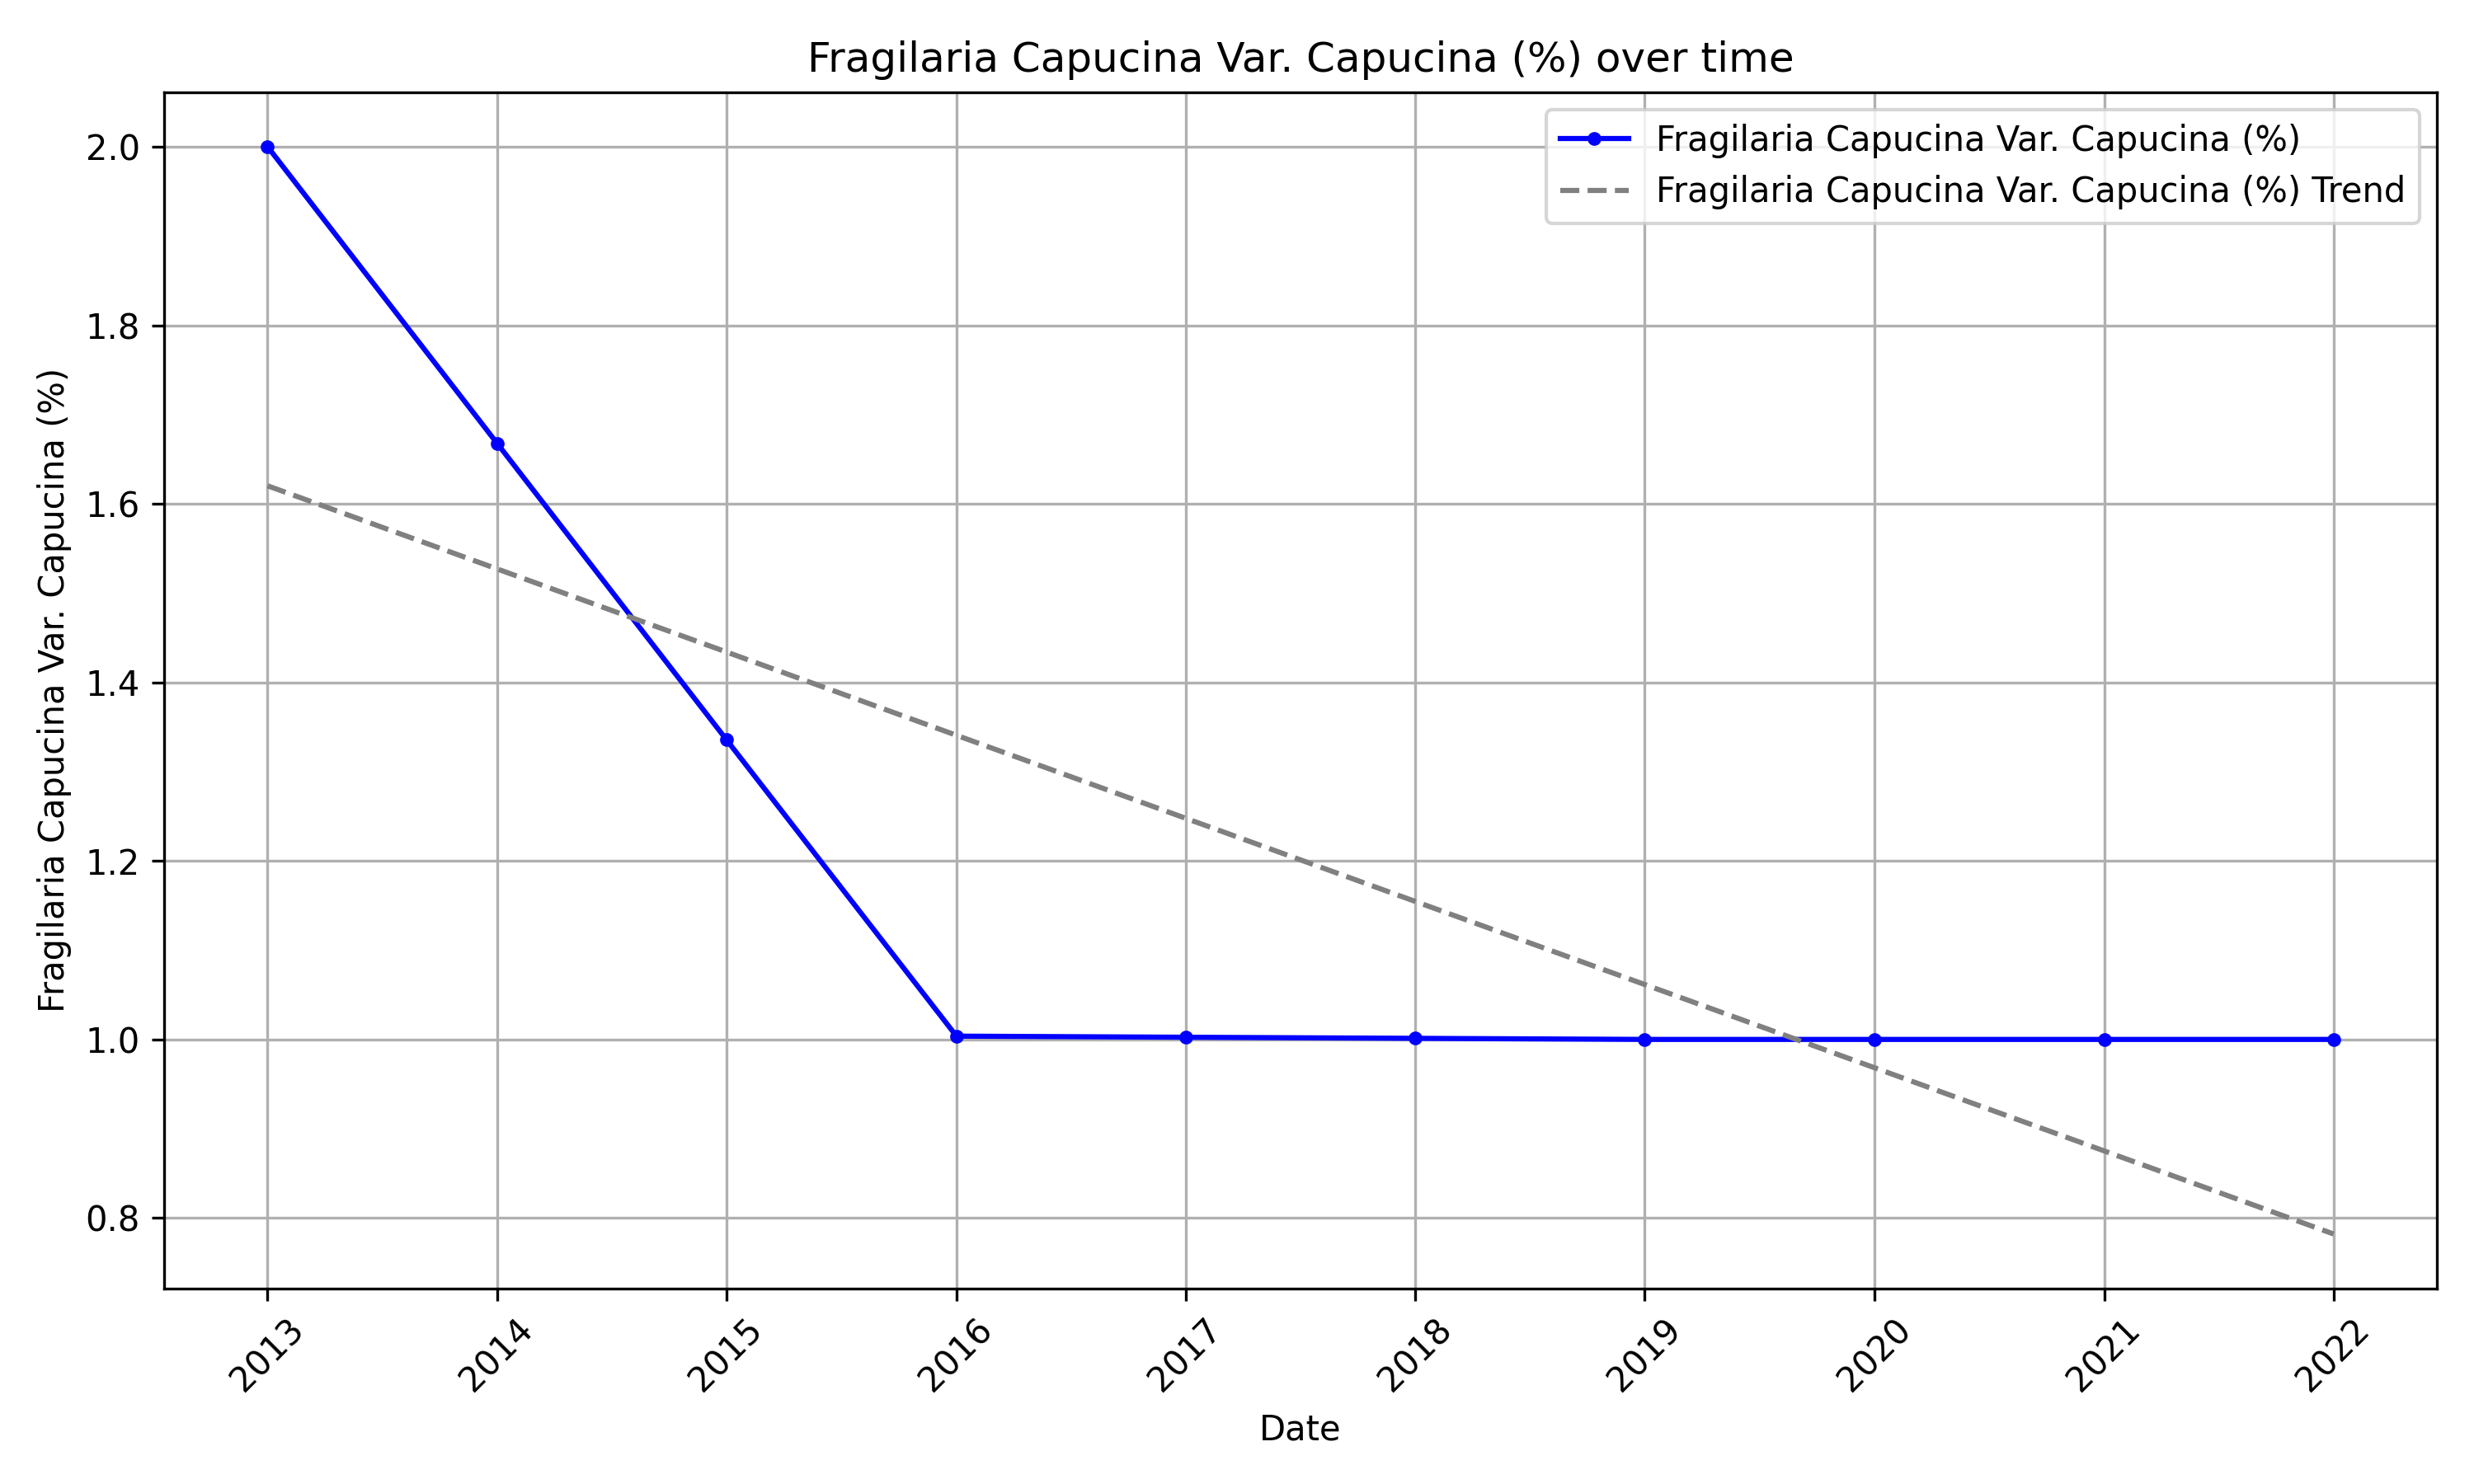 Fragilaria Capucina Var. Capucina (%) over time
Fragilaria Capucina Var. Capucina (%)
Fragilaria Capucina Var. Capucina (%) Trend
Fragilaria Capucina Var. Capucina (%)
2.0
1.8
1.6
1.4
1.2
1.0
0.8
2013 2014 2015 2016 2017 2018 2019 2020 2021 2022
Date